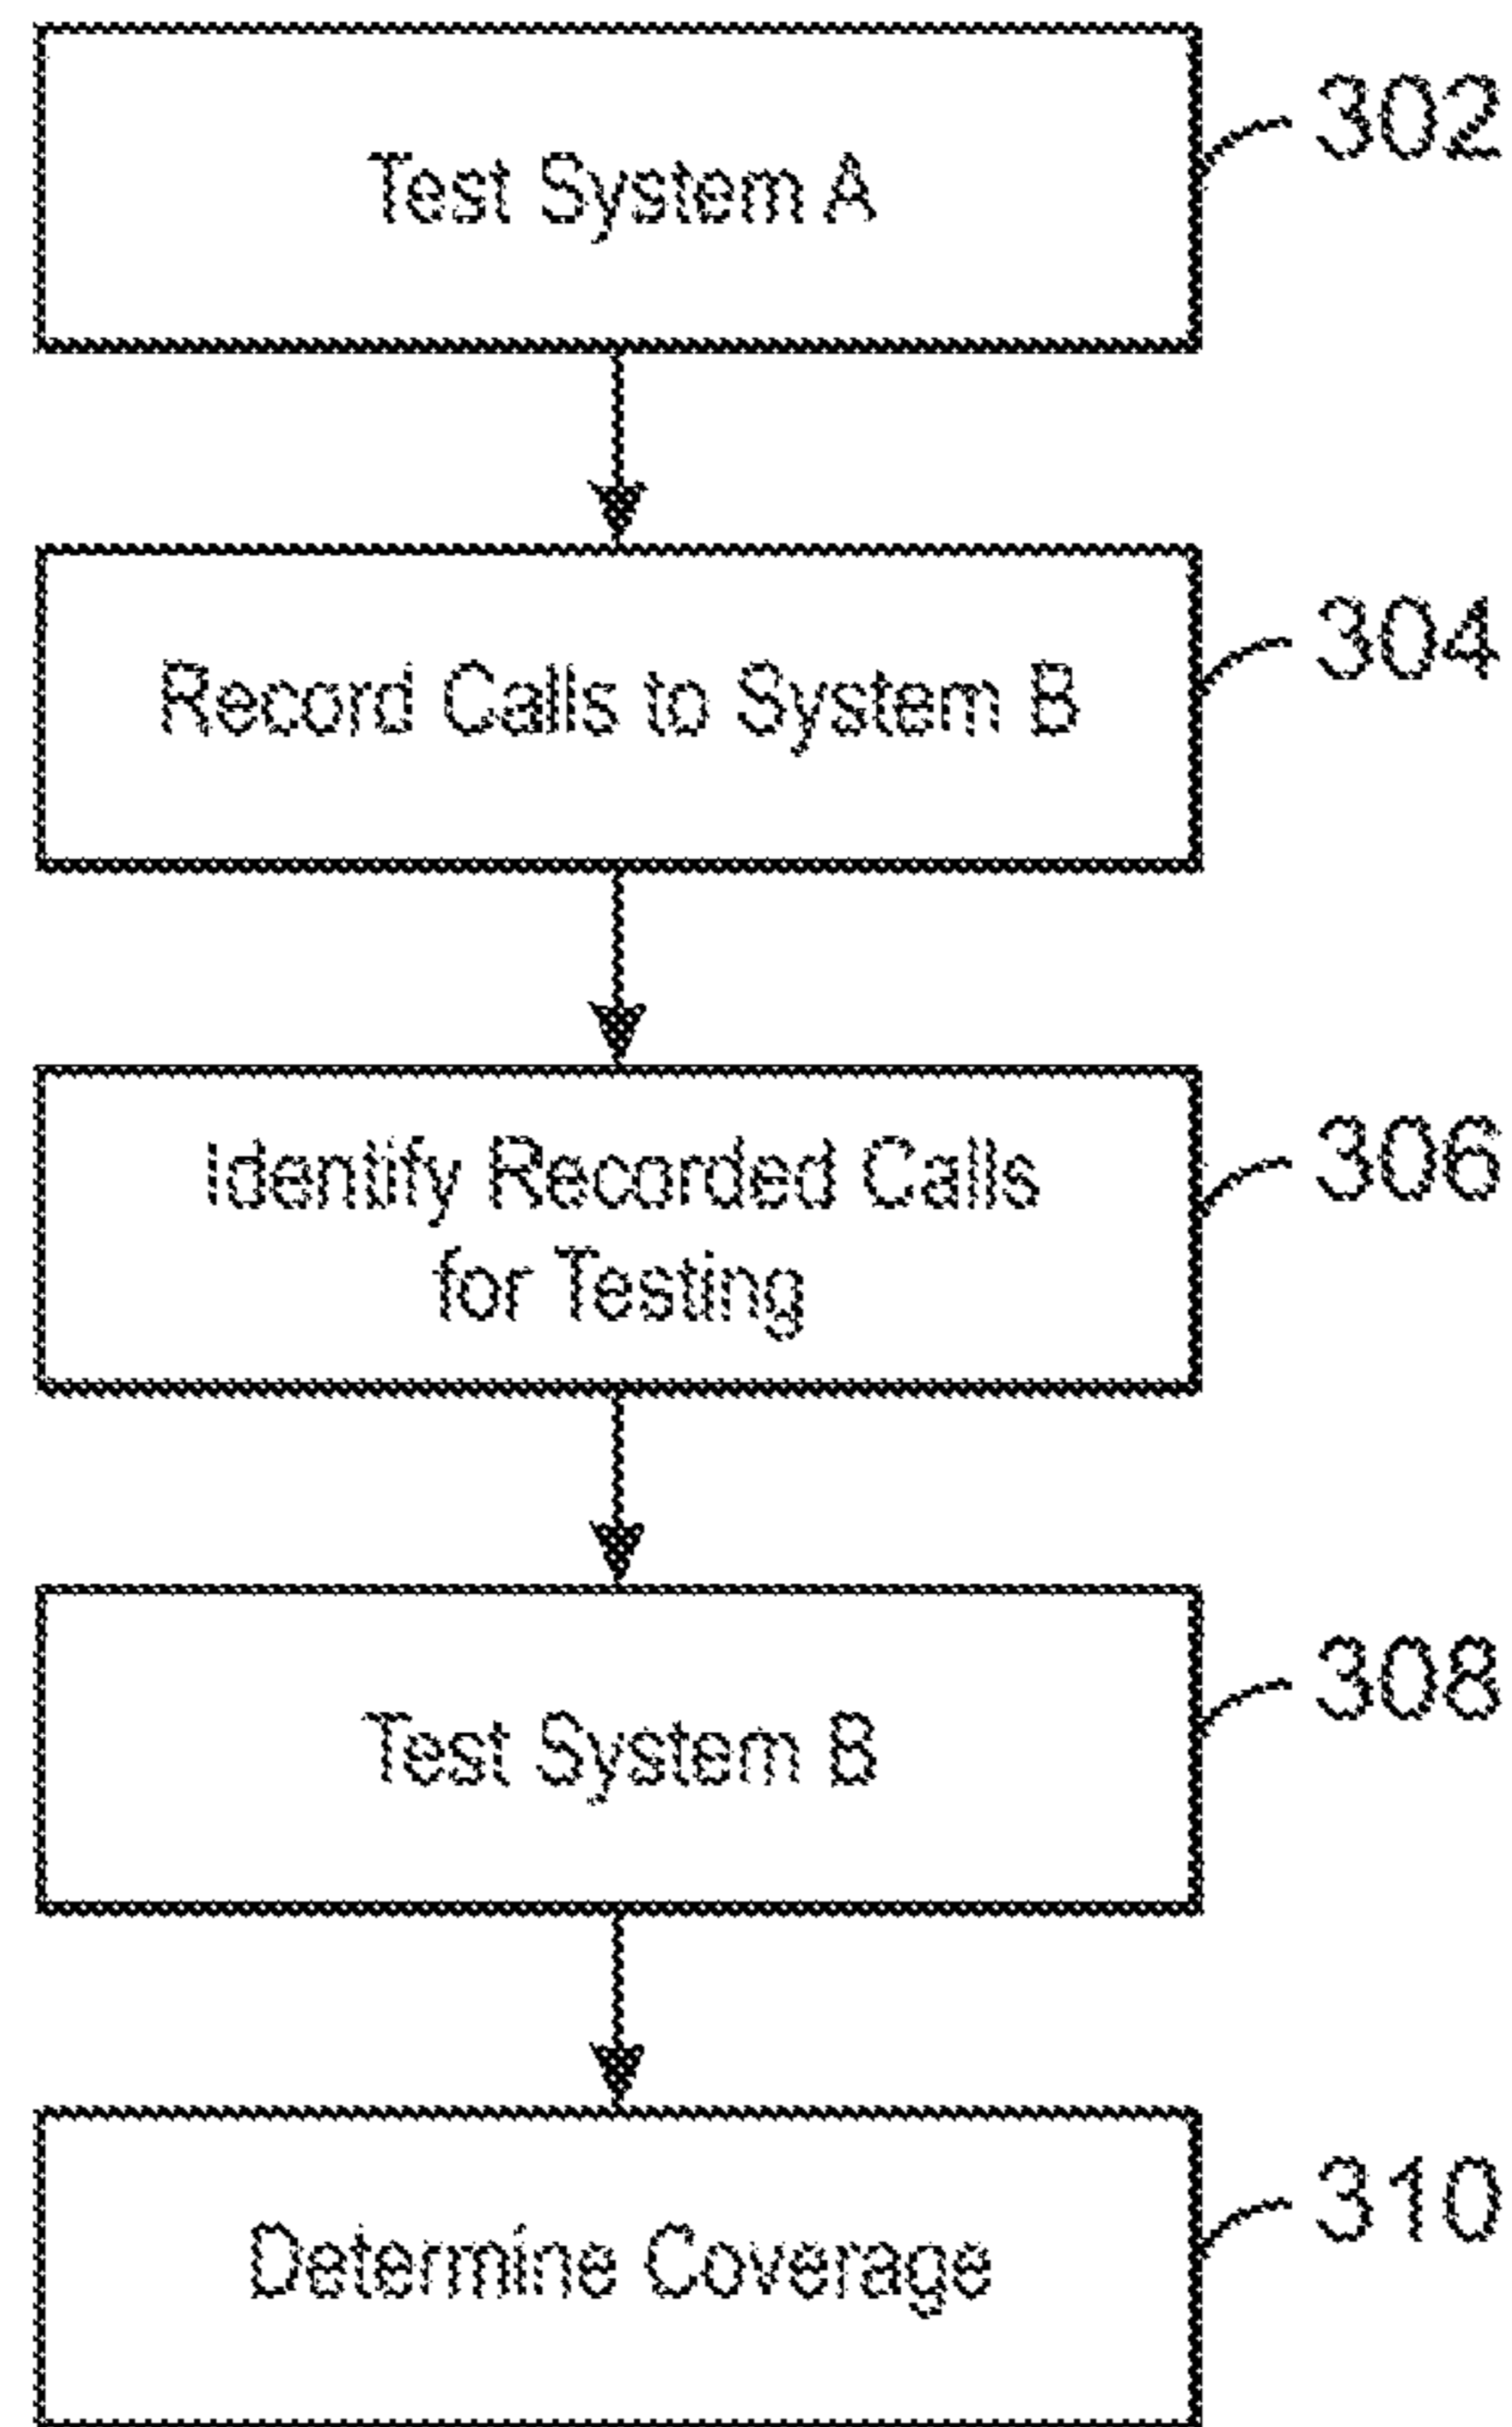 Test System A
302
Record Calls to System B
304
Identify Recorded Calls
for Testing
306
Test System B
308
Determine Coverage
310